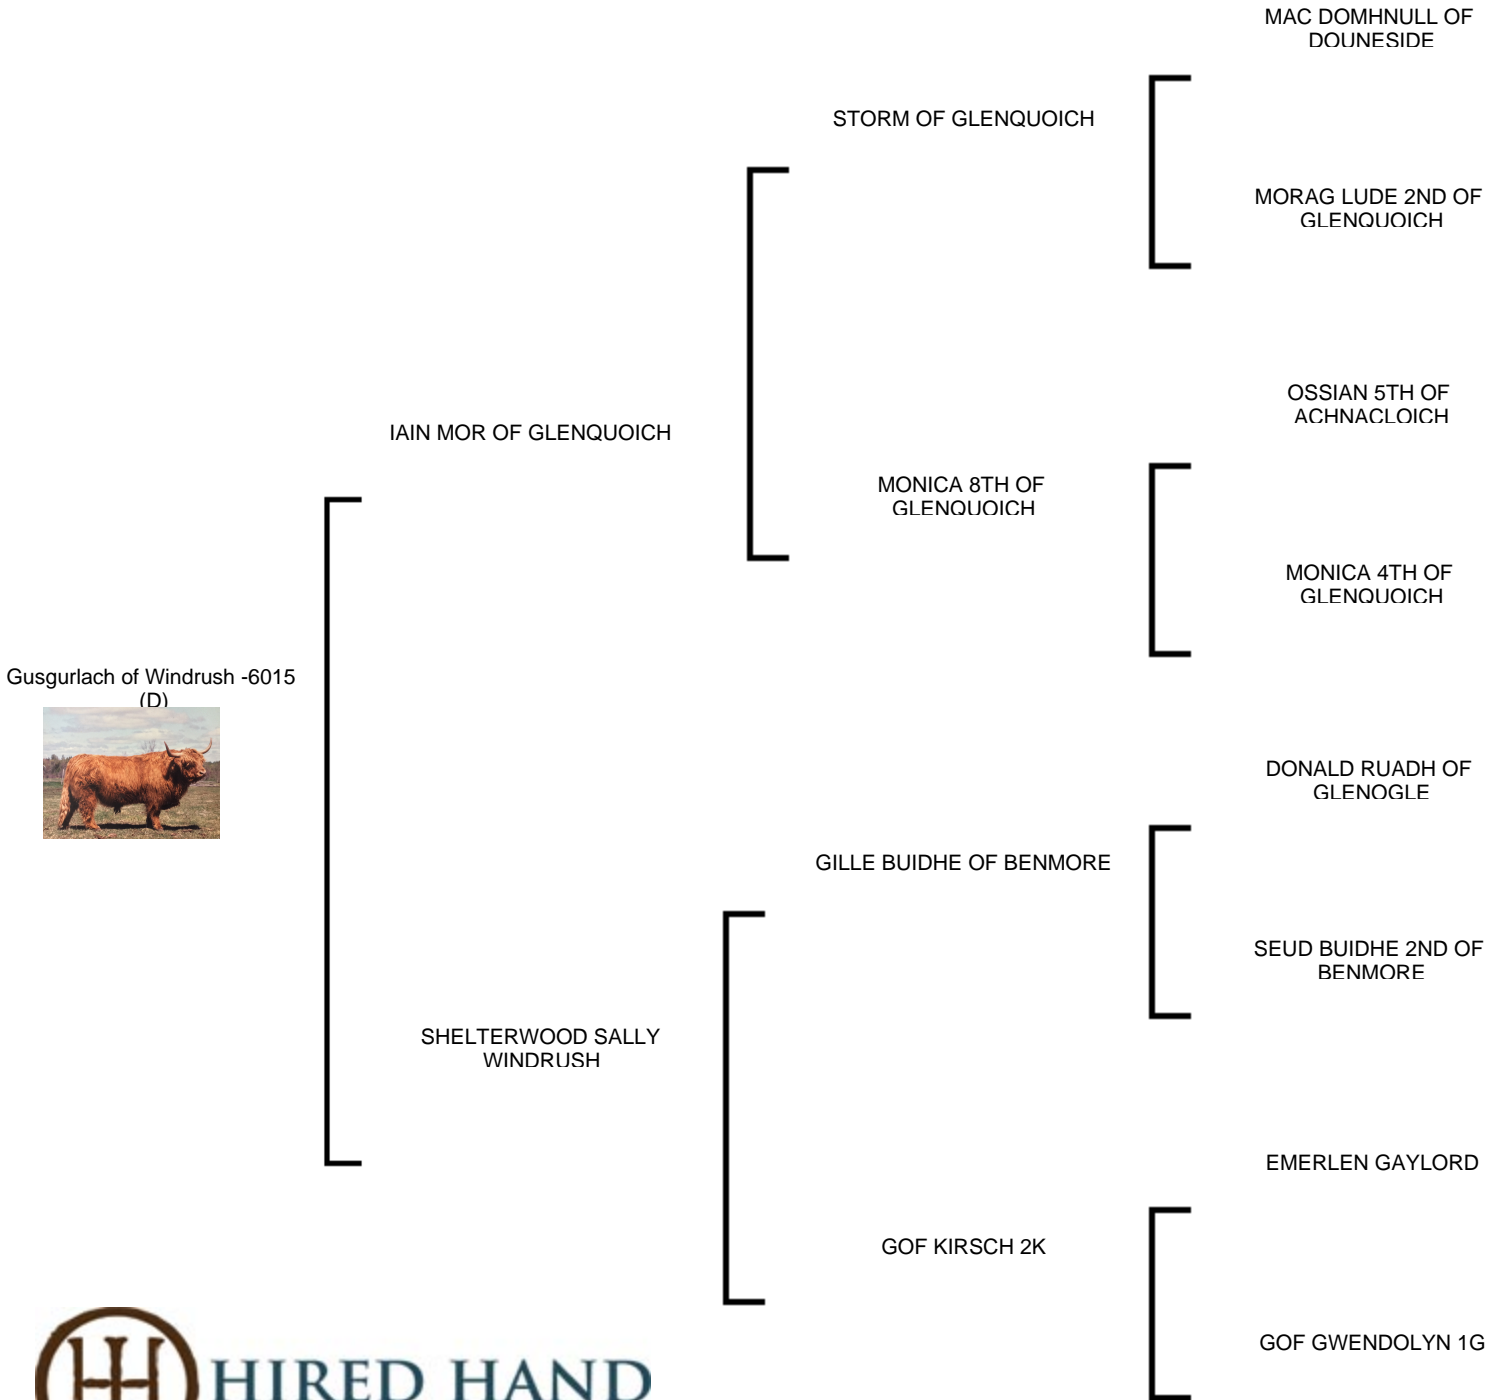 MAC DOMHNULL OF
DOUNESIDE
STORM OF GLENQUOICH
MORAG LUDE 2ND OF
GLENQUOICH
OSSIAN 5TH OF
ACHNACLOICH
IAIN MOR OF GLENQUOICH
MONICA 8TH OF
GLENQUOICH
MONICA 4TH OF
GLENQUOICH
Gusgurlach of Windrush -6015
(D)
DONALD RUADH OF
GLENOGLE
GILLE BUIDHE OF BENMORE
SEUD BUIDHE 2ND OF
BENMORE
SHELTERWOOD SALLY
WINDRUSH
EMERLEN GAYLORD
GOF KIRSCH 2K
GOF GWENDOLYN 1G
HIRED HAND